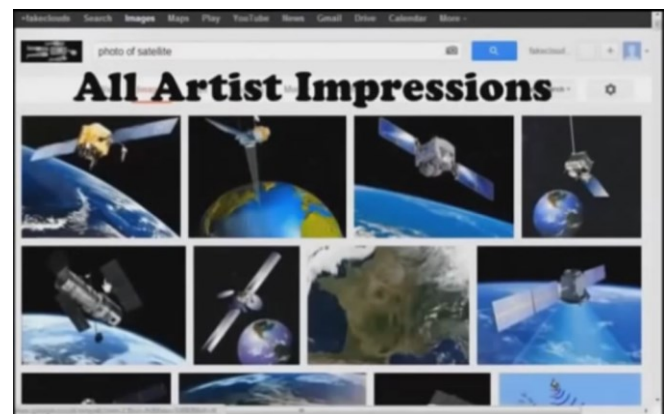 +fakeclouds Search Images Maps Play YouTube News Gmail Drive Calendar More -
photo of satellite
All Artist Impressions